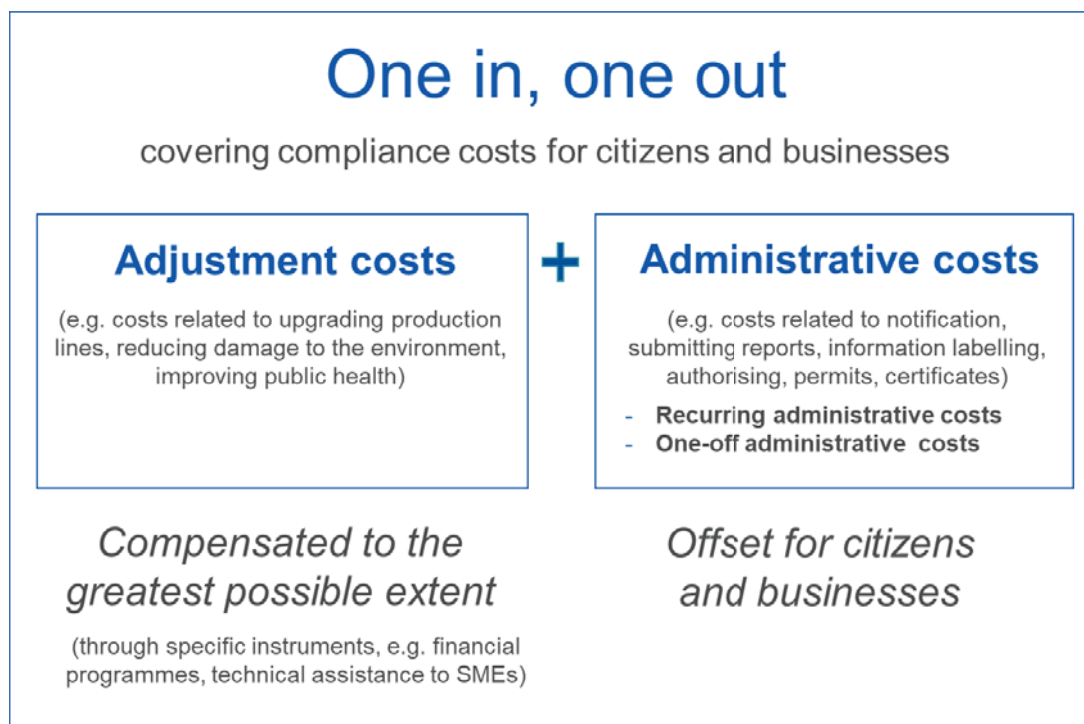 One in, one out
covering compliance costs for citizens and businesses
Adjustment costs
(e.g. costs related to upgrading production
lines, reducing damage to the environment,
improving public health)
+
Administrative costs
(e.g. costs related to notification,
submitting reports, information labelling,
authorising, permits, certificates)
- Recurring administrative costs
- One-off administrative costs
Compensated to the
greatest possible extent
(through specific instruments, e.g. financial
programmes, technical assistance to SMEs)
Offset for citizens
and businesses